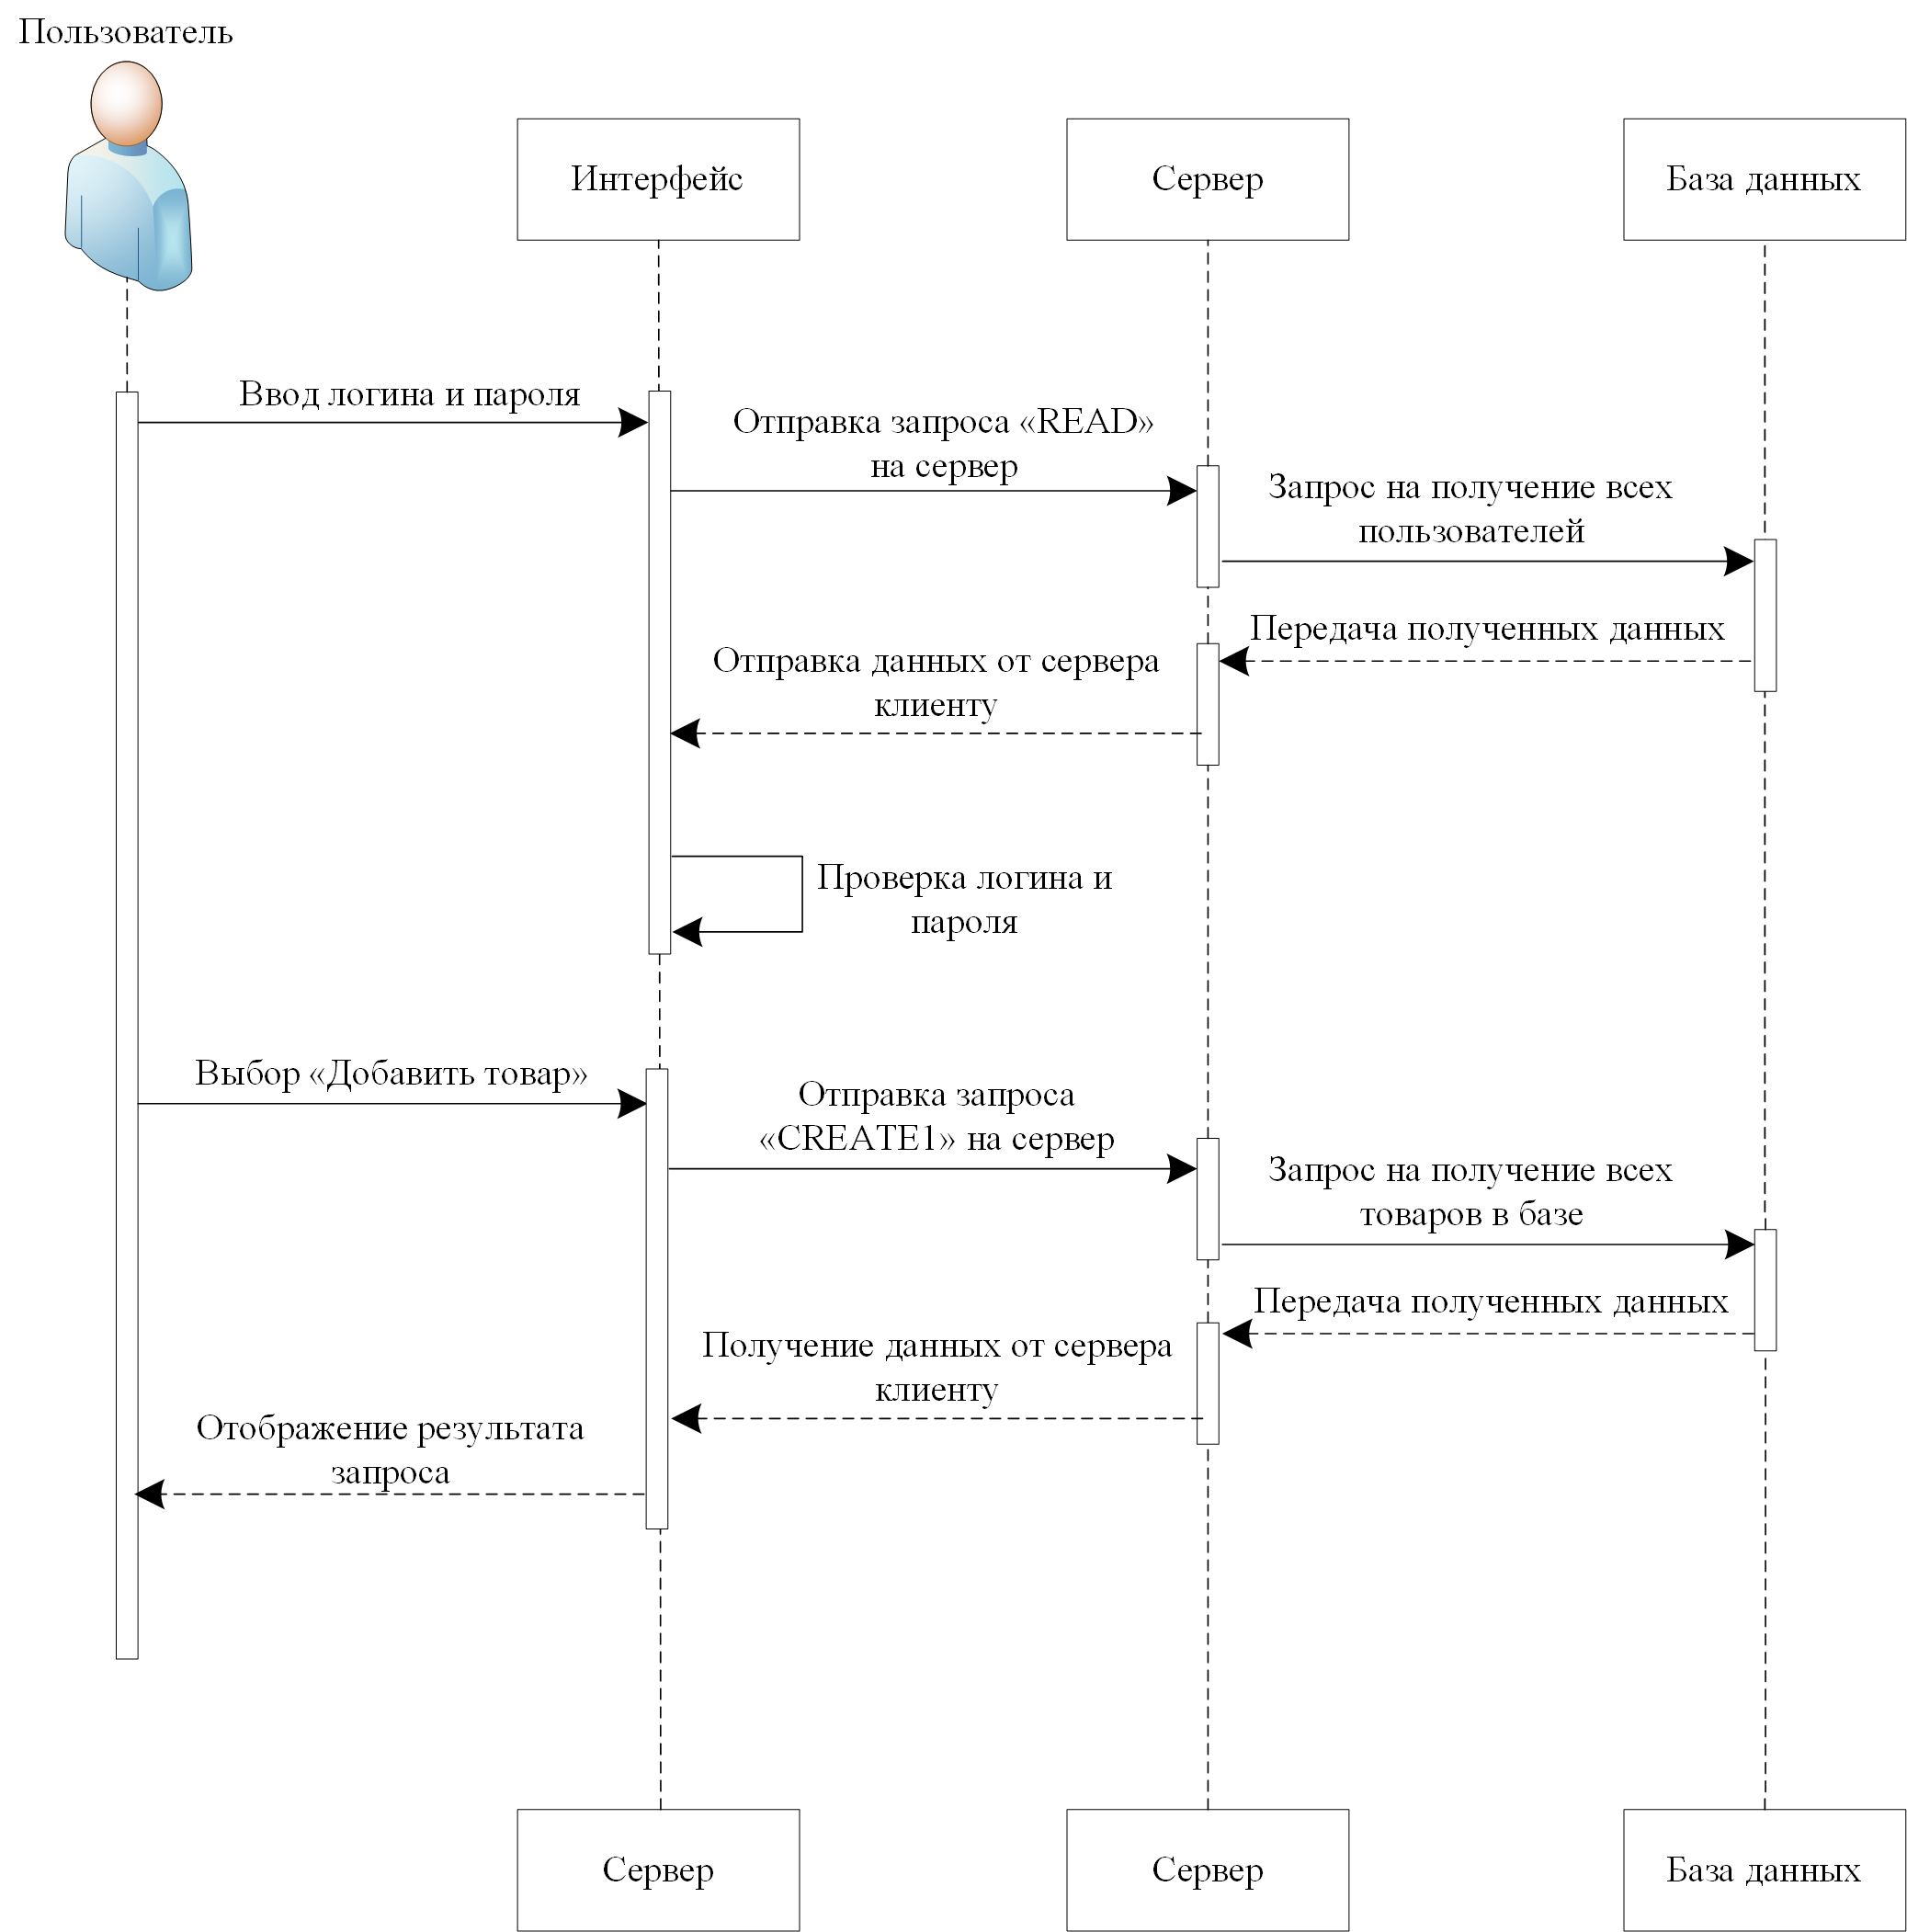 Пользователь
Интерфейс
Сервер
База данных
Ввод логина и пароля
Отправка запроса «READ»
на сервер
Запрос на получение всех
пользователей
Передача полученных данных
Отправка данных от сервера
клиенту
Проверка логина и
пароля
Выбор «Добавить товар»
Отправка запроса
«CREATE1» на сервер
Запрос на получение всех
товаров в базе
Передача полученных данных
Получение данных от сервера
клиенту
Отображение результата
запроса
Сервер
Сервер
База данных